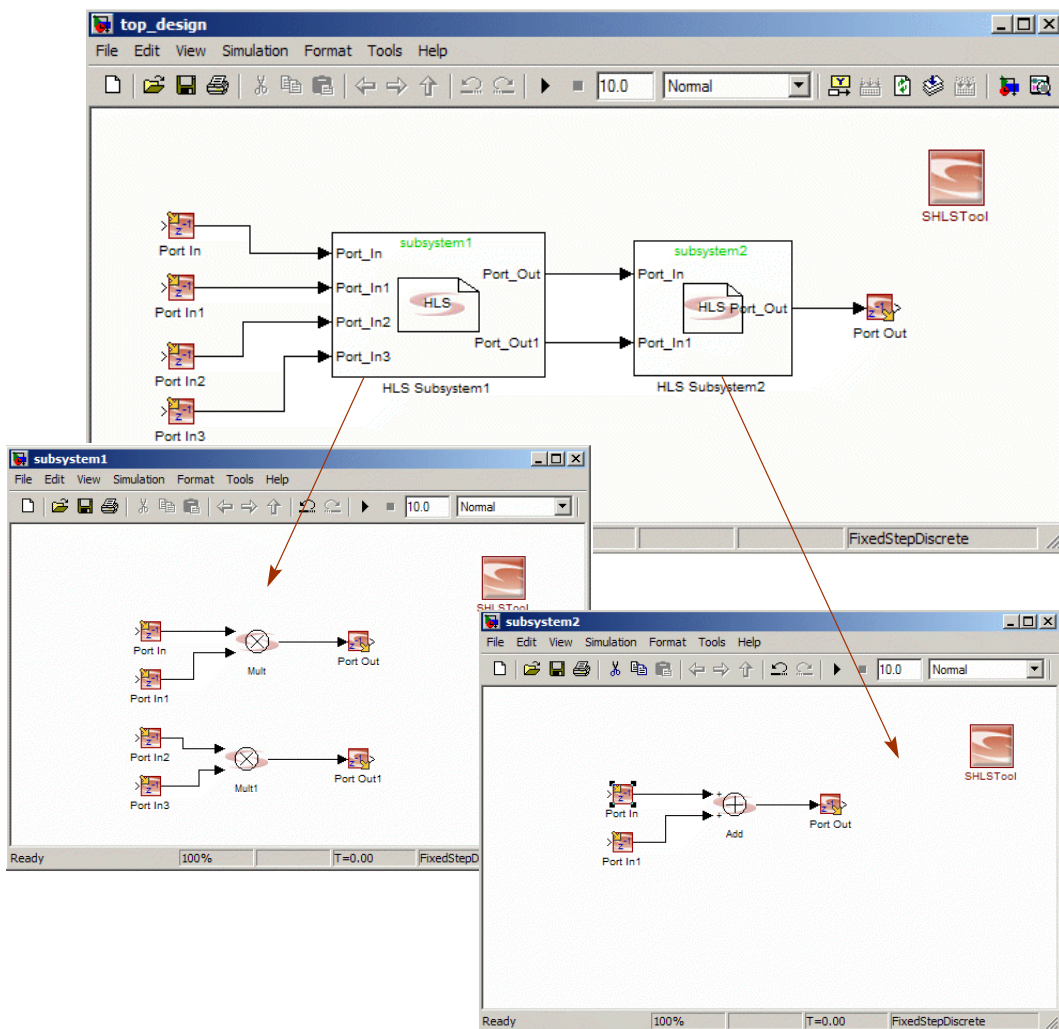 top_design
File Edit View Simulation Format Tools Help
10.0 Normal
SHLSTool
Port In
Port In1
Port In2
Port In3
subsystem1
Port_In
Port_In1
Port_In2
Port_In3
HLS
Port_Out
Port_Out1
HLS Subsystem1
subsystem2
Port_In
Port_In1
HLS
Port_Out
HLS Subsystem2
z-1
Port Out
FixedStepDiscrete
subsystem1
File Edit View Simulation Format Tools Help
10.0 Normal
SHLSTool
Port In
Port In1
Mult
Port Out
Port In2
Port In3
Mult1
Port Out1
Ready 100% T=0.00 FixedStepD
subsystem2
File Edit View Simulation Format Tools Help
10.0 Normal
SHLSTool
Port In
Port In1
+
+
Add
Port Out
Ready 100% T=0.00 FixedStepDiscrete